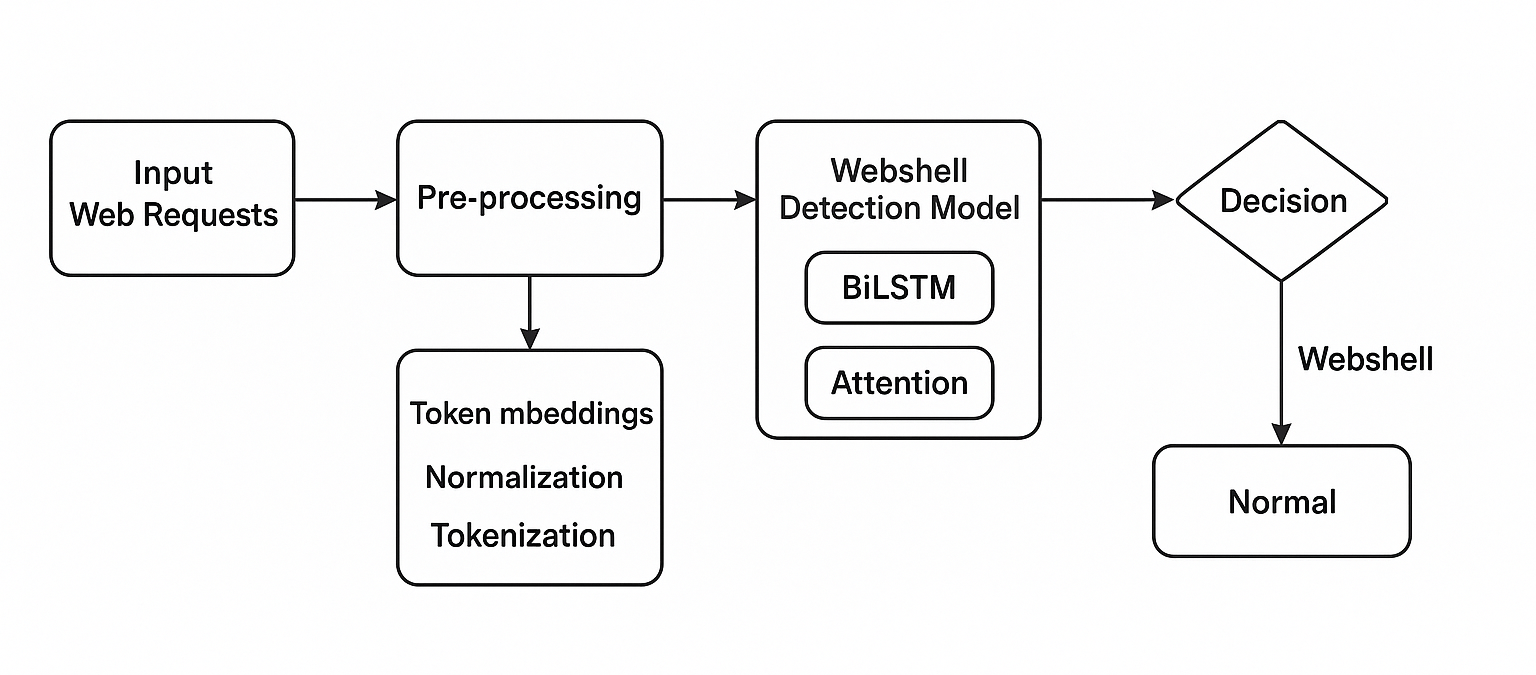 Input
Web Requests
Pre-processing
Token mbeddings
Normalization
Tokenization
Webshell
Detection Model
BiLSTM
Attention
Decision
Webshell
Normal